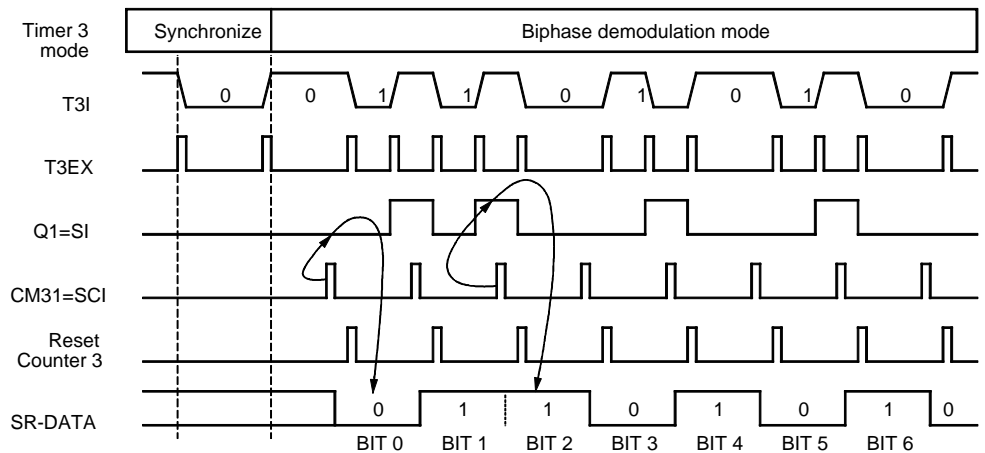 Timer 3 mode
Synchronize
Biphase demodulation mode
T3I
0 0 1 1 0 1 0 1 0
T3EX
Q1=SI
CM31=SCI
Reset
Counter 3
SR-DATA
0 1 1 0 1 0 1 0
BIT 0 BIT 1 BIT 2 BIT 3 BIT 4 BIT 5 BIT 6